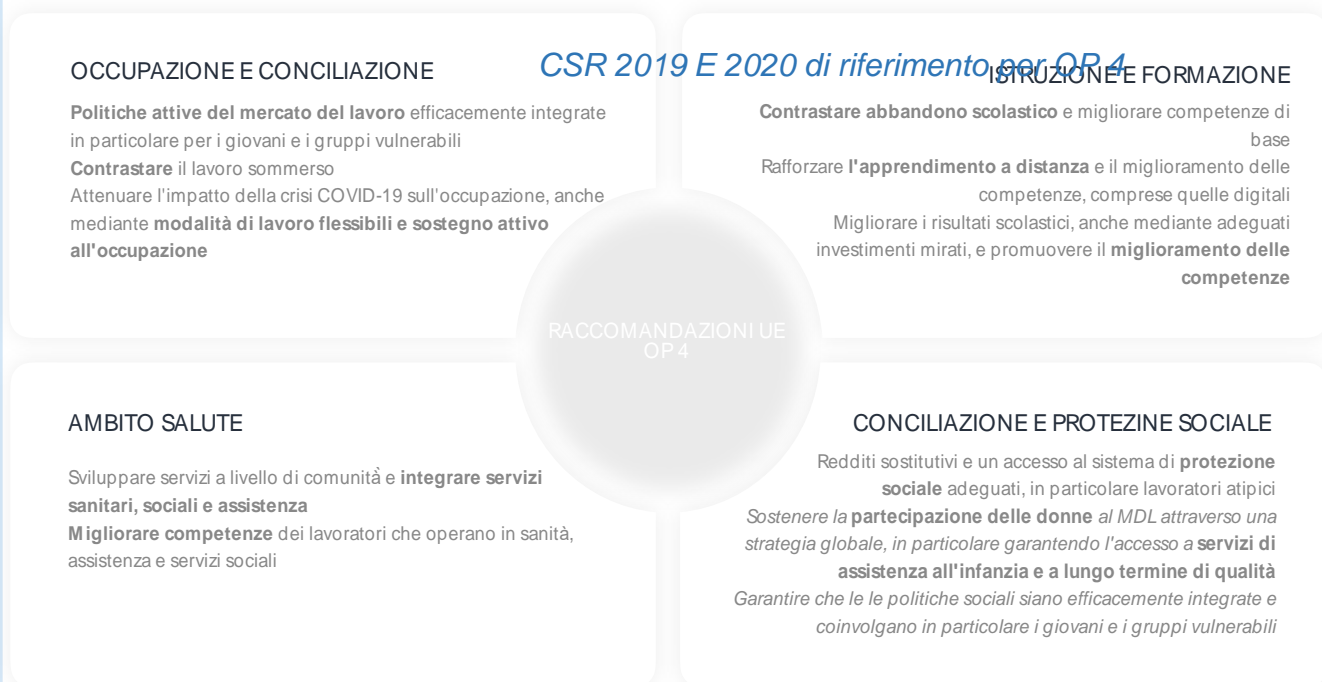 CSR 2019 E 2020 di riferimento per OP 4
OCCUPAZIONE E CONCILIAZIONE
Politiche attive del mercato del lavoro efficacemente integrate
in particolare per i giovani e i gruppi vulnerabili
Contrastare il lavoro sommerso
Attenuare l'impatto della crisi COVID-19 sull'occupazione, anche
mediante modalità di lavoro flessibili e sostegno attivo
all'occupazione
ISTRUZIONE E FORMAZIONE
Contrastare abbandono scolastico e migliorare competenze di
base
Rafforzare l'apprendimento a distanza e il miglioramento delle
competenze, comprese quelle digitali
Migliorare i risultati scolastici, anche mediante adeguati
investimenti mirati, e promuovere il miglioramento delle
competenze
RACCOMANDAZIONI UE
OP 4
AMBITO SALUTE
Sviluppare servizi a livello di comunità e integrare servizi
sanitari, sociali e assistenza
Migliorare competenze dei lavoratori che operano in sanità,
assistenza e servizi sociali
CONCILIAZIONE E PROTEZINE SOCIALE
Redditi sostitutivi e un accesso al sistema di protezione
sociale adeguati, in particolare lavoratori atipici
Sostenere la partecipazione delle donne al MDL attraverso una
strategia globale, in particolare garantendo l'accesso a servizi di
assistenza all'infanzia e a lungo termine di qualità
Garantire che le le politiche sociali siano efficacemente integrate e
coinvolgano in particolare i giovani e i gruppi vulnerabili